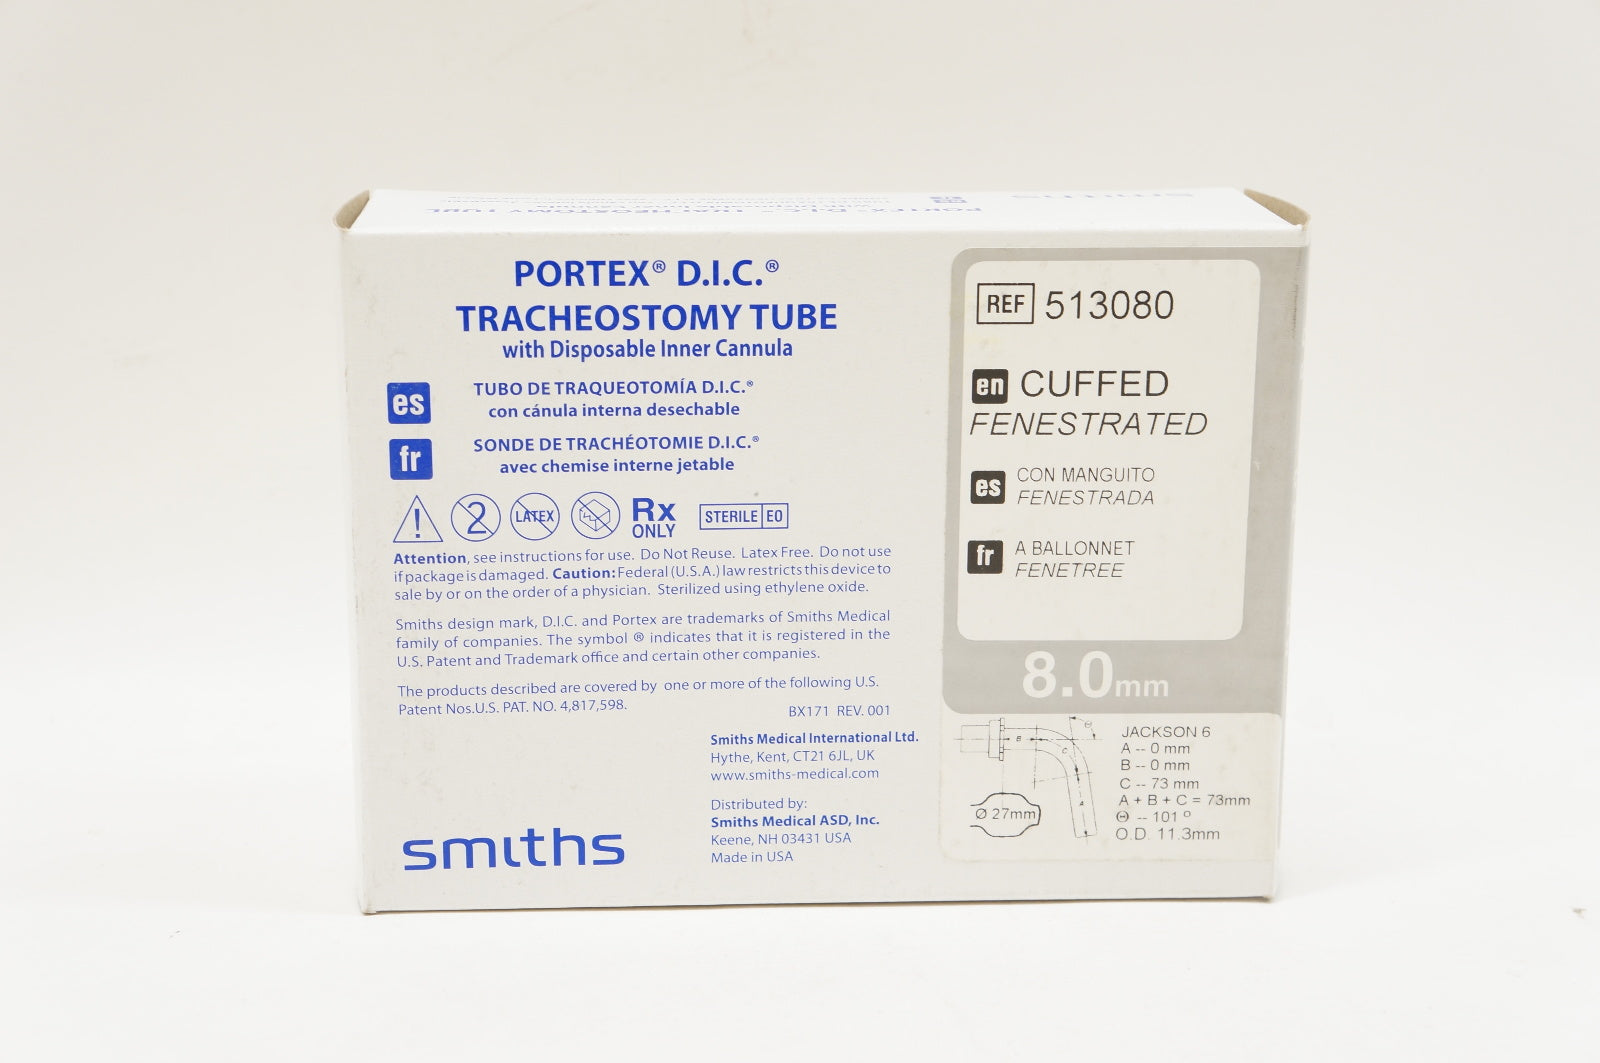 PORTEX® D.I.C.®
TRACHEOSTOMY TUBE
with Disposable Inner Cannula
es
TUBO DE TRAQUEOTOMÍA D.I.C.®
con cánula interna desechable
fr
SONDE DE TRACHÉOTOMIE D.I.C.®
avec chemise interne jetable
! 2 LATEX Rx ONLY STERILE EO
Attention, see instructions for use. Do Not Reuse. Latex Free. Do not use
if package is damaged. Caution: Federal (U.S.A.) law restricts this device to
sale by or on the order of a physician. Sterilized using ethylene oxide.
Smiths design mark, D.I.C. and Portex are trademarks of Smiths Medical
family of companies. The symbol ® indicates that it is registered in the
U.S. Patent and Trademark office and certain other companies.
The products described are covered by one or more of the following U.S.
Patent Nos.U.S. PAT. NO. 4,817,598.
BX171 REV. 001
Smiths Medical International Ltd.
Hythe, Kent, CT21 6JL, UK
www.smiths-medical.com
Distributed by:
Smiths Medical ASD, Inc.
Keene, NH 03431 USA
Made in USA
smiths
REF 513080
en CUFFED
FENESTRATED
es CON MANGUITO
FENESTRADA
fr A BALLONNET
FENETREE
8.0mm
B
C
A
Θ
Ø 27mm
JACKSON 6
A -- 0 mm
B -- 0 mm
C -- 73 mm
A + B + C = 73mm
Θ -- 101 º
O.D. 11.3mm